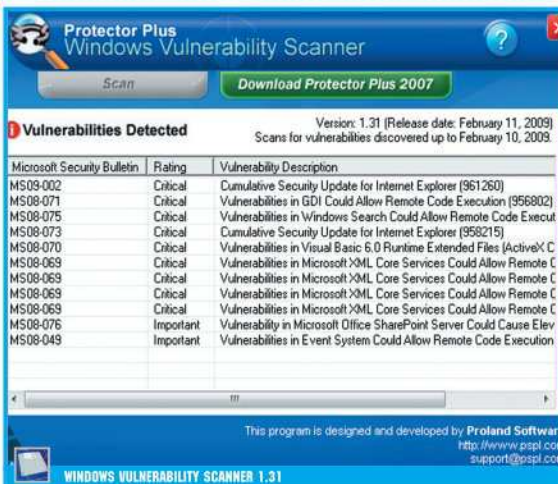 Protector Plus
Windows Vulnerability Scanner
?
Scan
Download Protector Plus 2007
Vulnerabilities Detected
Version: 1.31 (Release date: February 11, 2009)
Scans for vulnerabilities discovered up to February 10, 2009.
Microsoft Security Bulletin Rating Vulnerability Description
MS09-002 Critical Cumulative Security Update for Internet Explorer (961260)
MS08-071 Critical Vulnerabilities in GDI Could Allow Remote Code Execution (956802)
MS08-075 Critical Vulnerabilities in Windows Search Could Allow Remote Code Execut
MS08-073 Critical Cumulative Security Update for Internet Explorer (958215)
MS08-070 Critical Vulnerabilities in Visual Basic 6.0 Runtime Extended Files (ActiveX C
MS08-069 Critical Vulnerabilities in Microsoft XML Core Services Could Allow Remote C
MS08-069 Critical Vulnerabilities in Microsoft XML Core Services Could Allow Remote C
MS08-069 Critical Vulnerabilities in Microsoft XML Core Services Could Allow Remote C
MS08-069 Critical Vulnerabilities in Microsoft XML Core Services Could Allow Remote C
MS08-076 Important Vulnerability in Microsoft Office SharePoint Server Could Cause Elev
MS08-049 Important Vulnerabilities in Event System Could Allow Remote Code Execution
This program is designed and developed by Proland Softwar
http://www.pspl.co
support@pspl.co
WINDOWS VULNERABILITY SCANNER 1.31